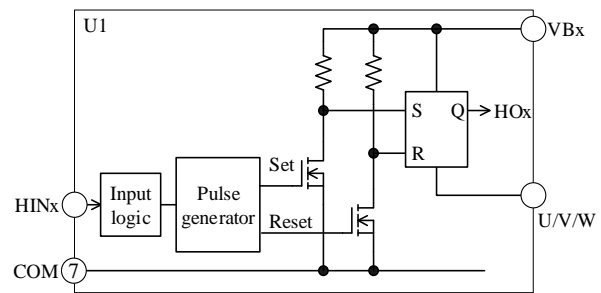 U1
VBx
S
Q
HOx
R
Set
Input
logic
Pulse
generator
HINx
Reset
U/V/W
COM
7